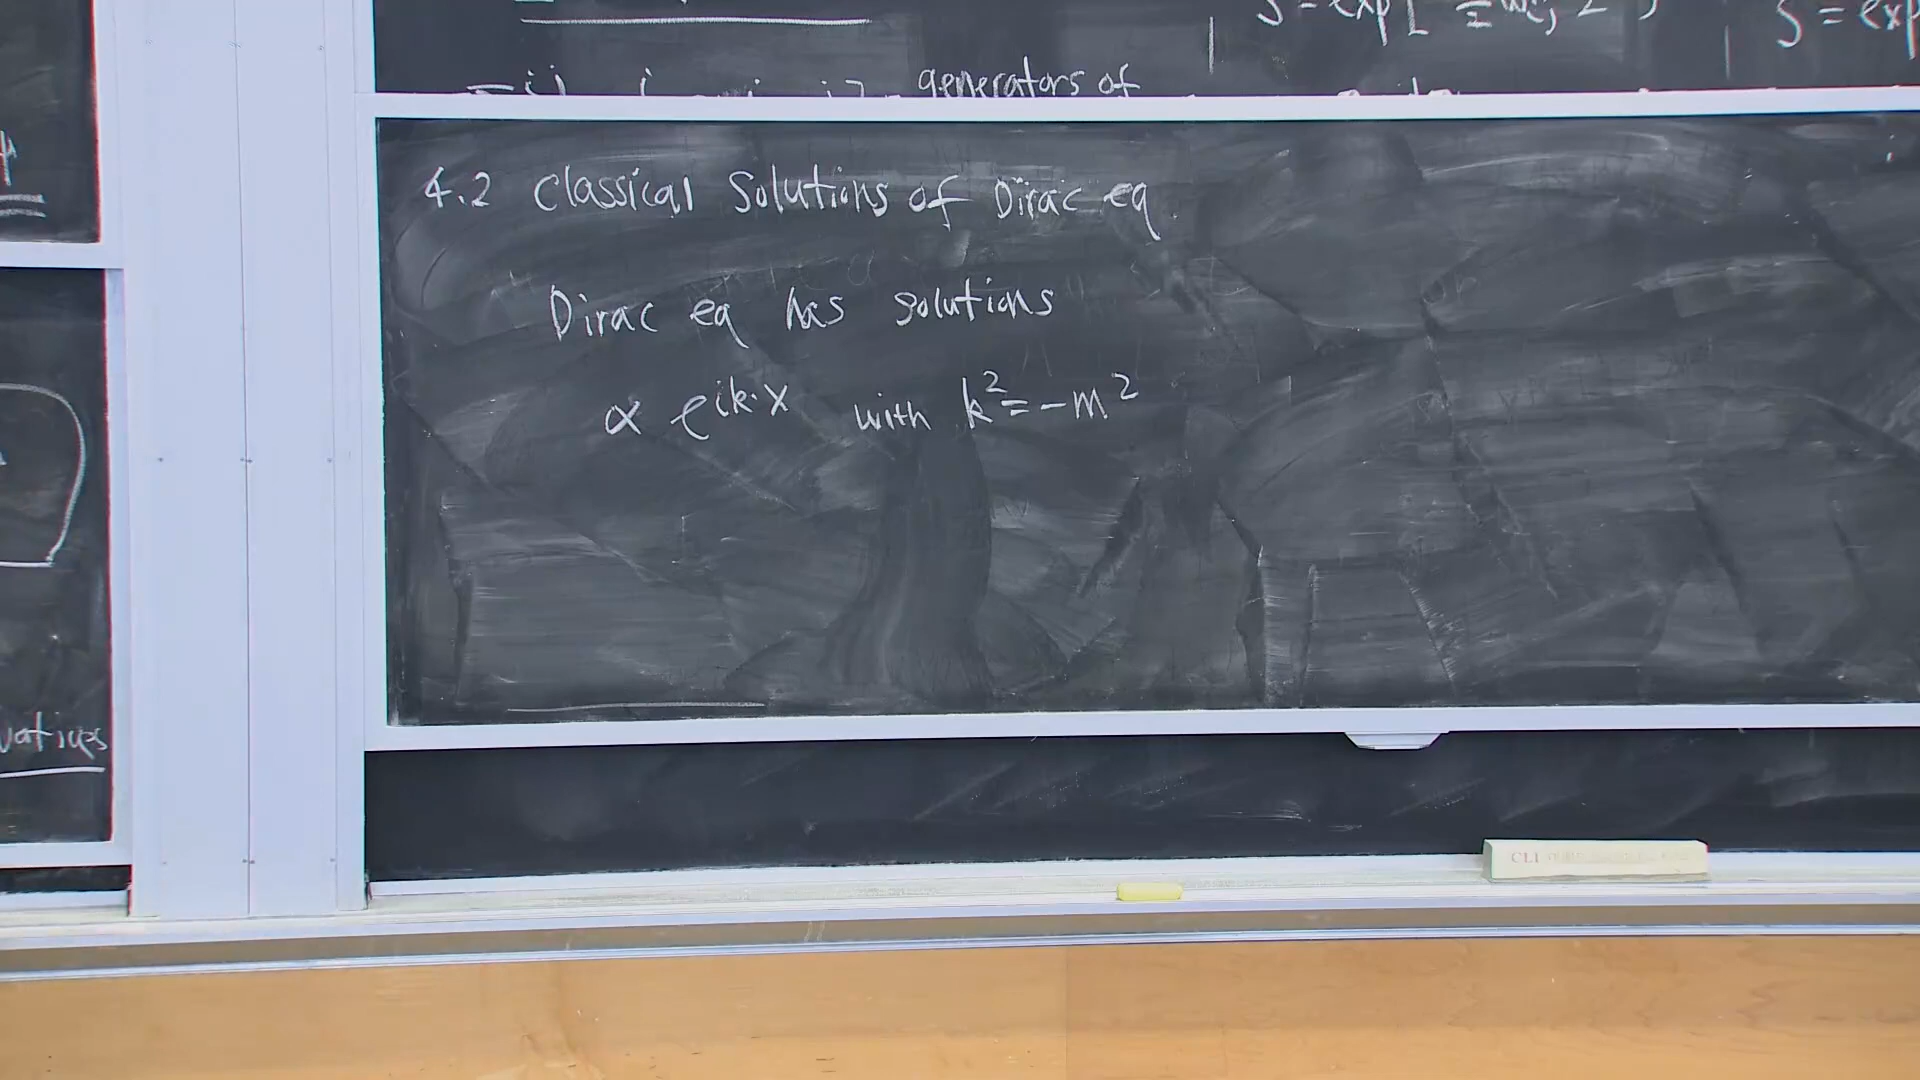 generators of
4.2 Classical Solutions of Dirac eq.
Dirac eq has solutions
∝ e^{ik·x} with k²=-m²